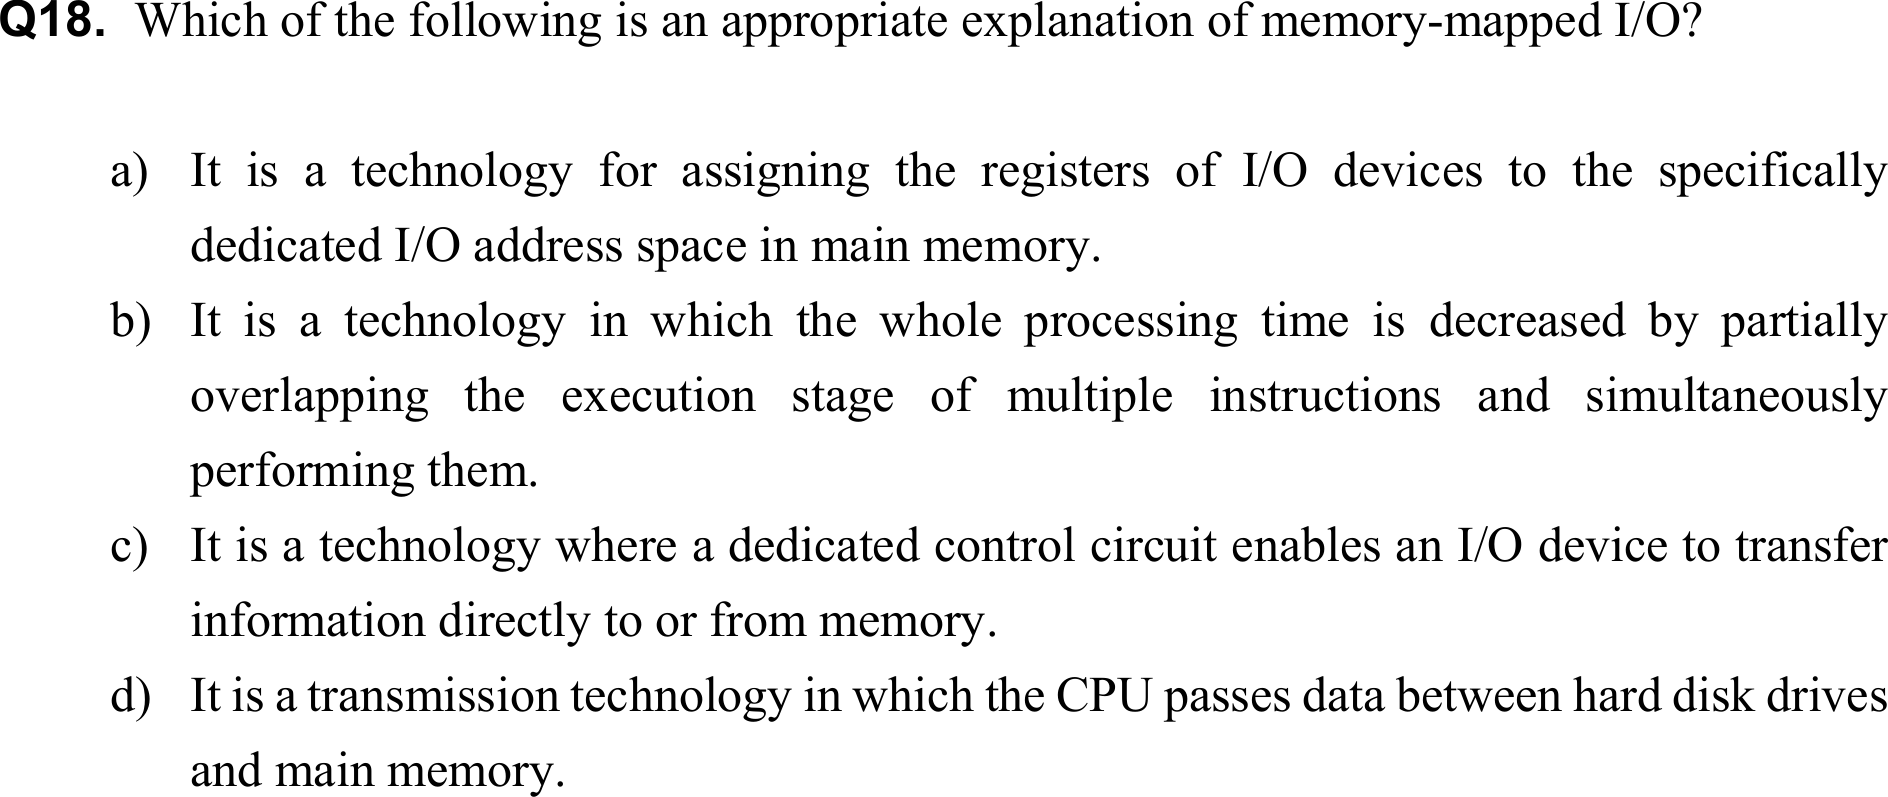 Q18. Which of the following is an appropriate explanation of memory-mapped I/O?
a) It is a technology for assigning the registers of I/O devices to the specifically
dedicated I/O address space in main memory.
b) It is a technology in which the whole processing time is decreased by partially
overlapping the execution stage of multiple instructions and simultaneously
performing them.
c) It is a technology where a dedicated control circuit enables an I/O device to transfer
information directly to or from memory.
d) It is a transmission technology in which the CPU passes data between hard disk drives
and main memory.